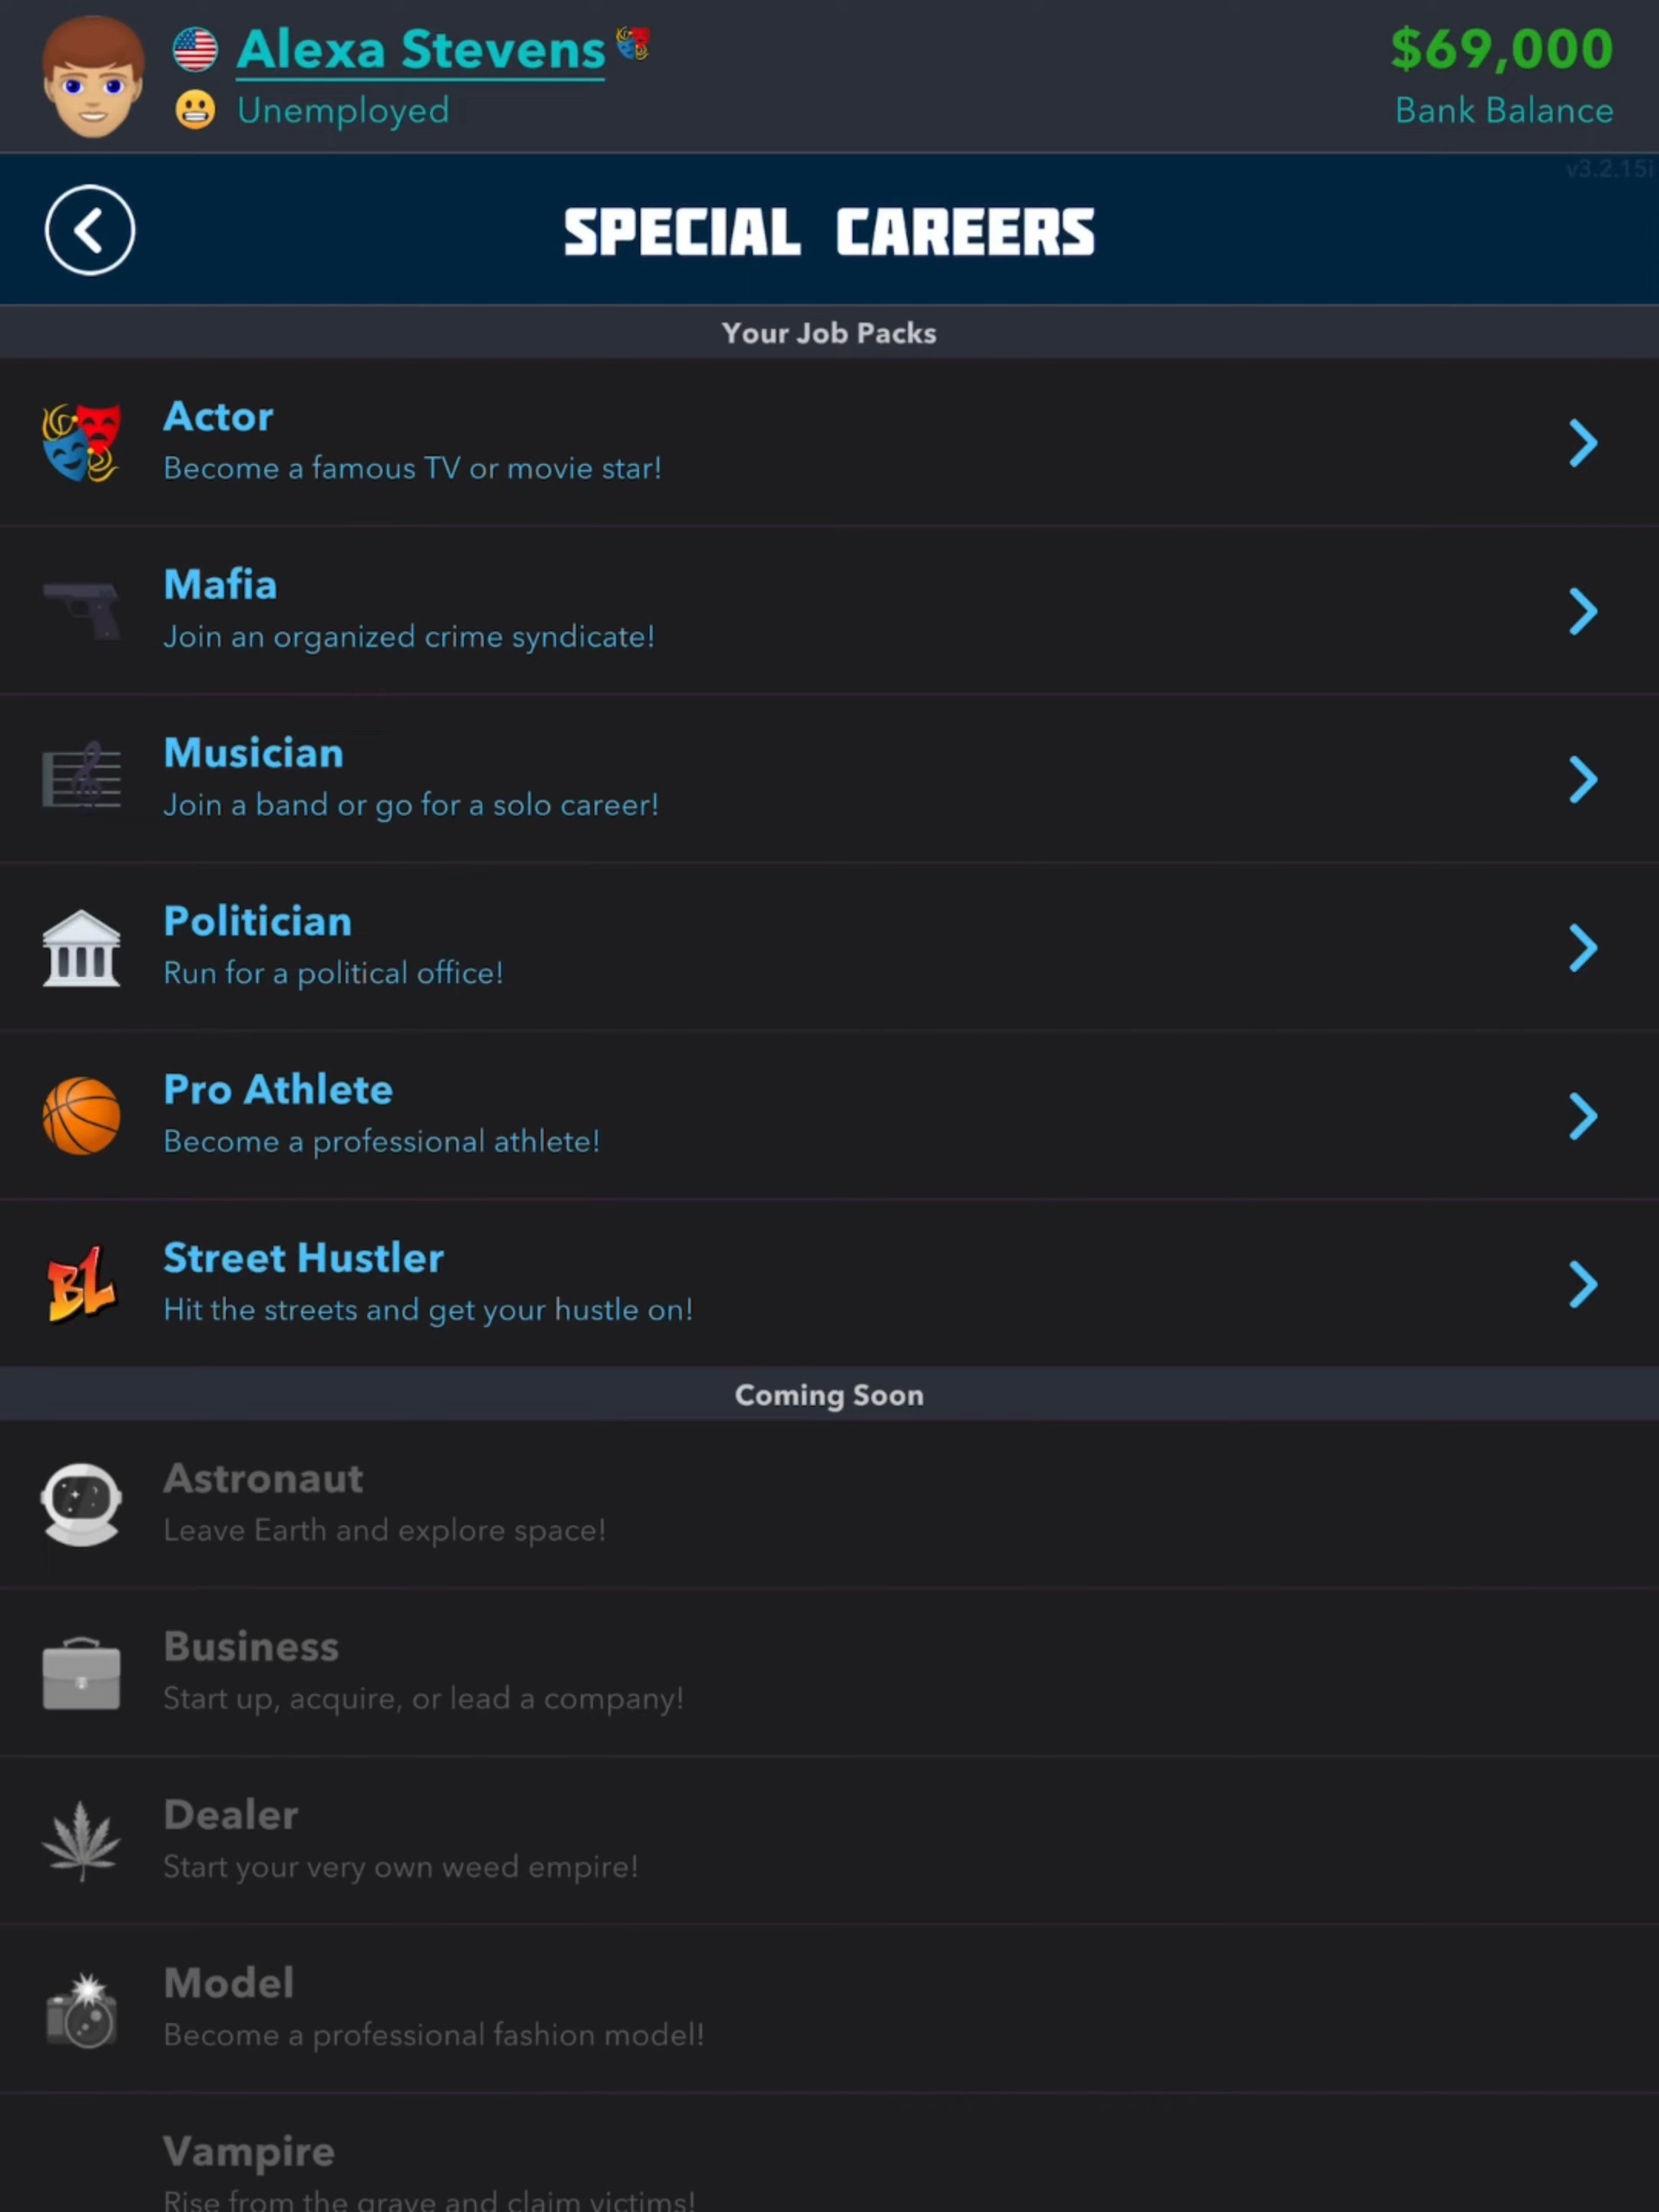 Alexa Stevens
$69,000
Unemployed
Bank Balance
v3.2.15i
SPECIAL CAREERS
Your Job Packs
Actor
Become a famous TV or movie star!
Mafia
Join an organized crime syndicate!
Musician
Join a band or go for a solo career!
Politician
Run for a political office!
Pro Athlete
Become a professional athlete!
BL
Street Hustler
Hit the streets and get your hustle on!
Coming Soon
Astronaut
Leave Earth and explore space!
Business
Start up, acquire, or lead a company!
Dealer
Start your very own weed empire!
Model
Become a professional fashion model!
Vampire
Rise from the grave and claim victims!